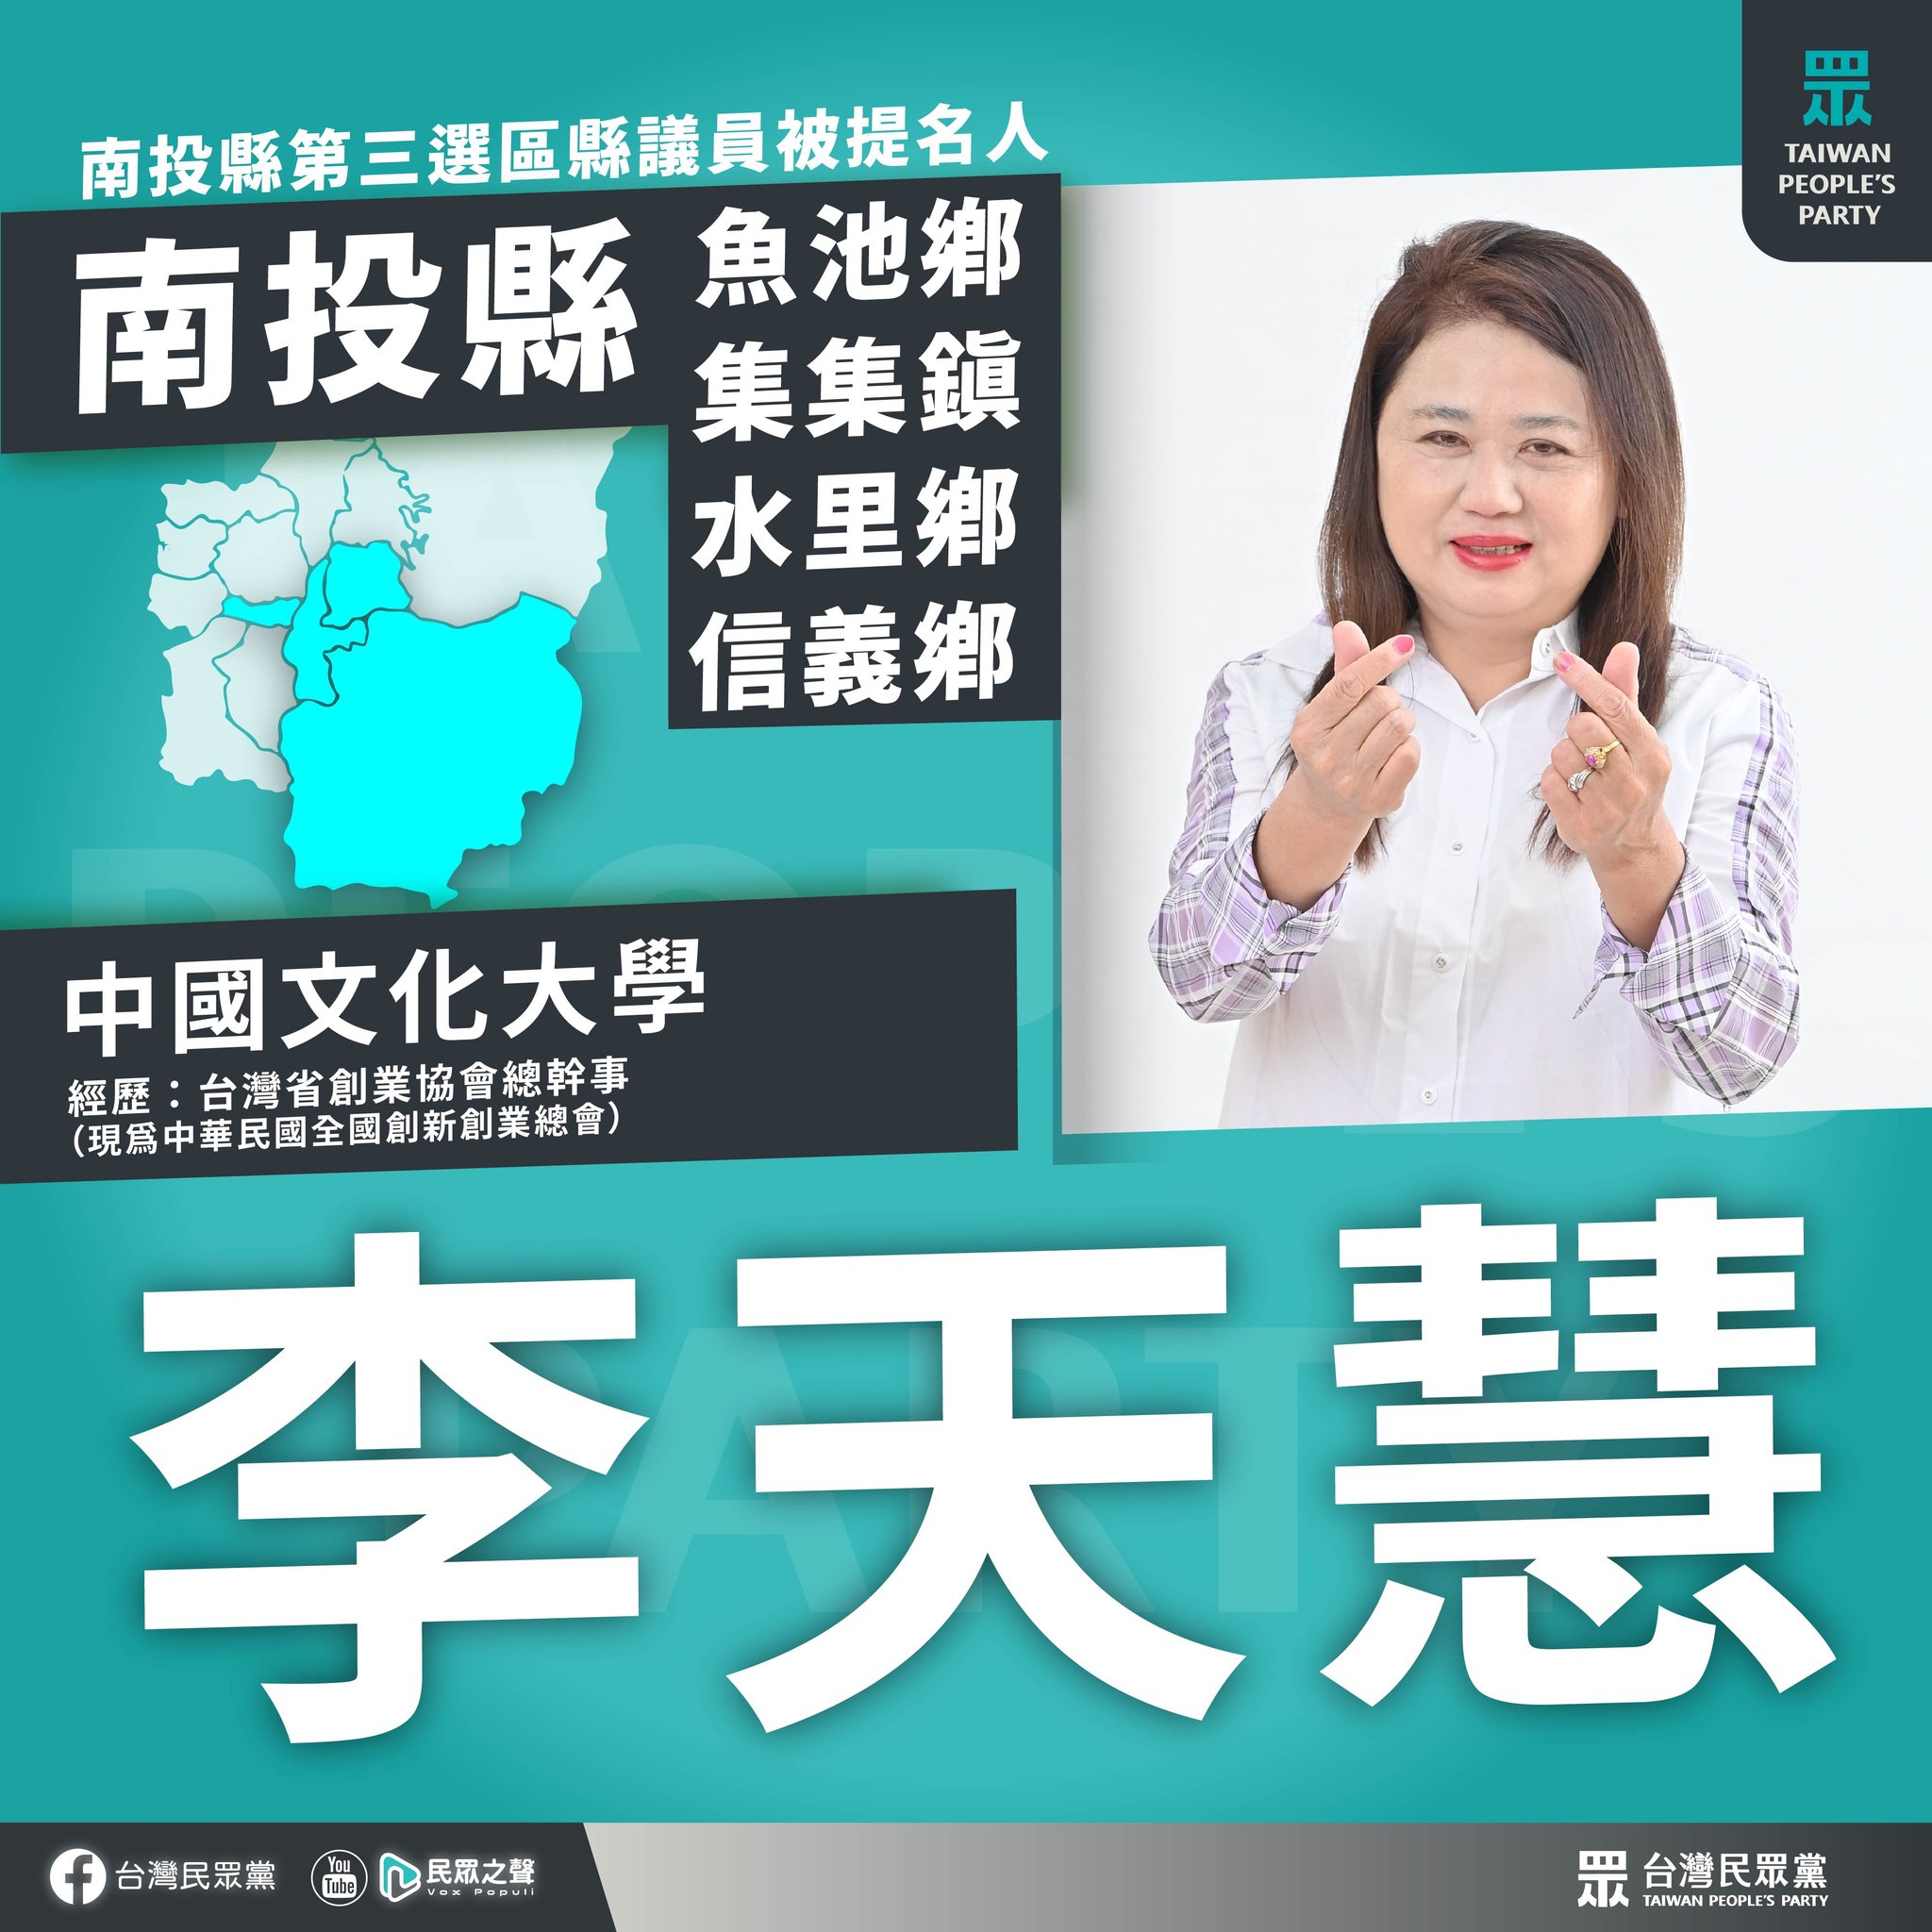 南投縣第三選區縣議員被提名人
眾
TAIWAN
PEOPLE'S
PARTY
南投縣
魚池鄉
集集鎮
水里鄉
信義鄉
中國文化大學
經歷：台灣省創業協會總幹事
（現為中華民國全國創新創業總會）
李天慧
PARTY
台灣民眾黨
You
Tube
民眾之聲
Vox Populi
眾 台灣民眾黨
TAIWAN PEOPLE'S PARTY